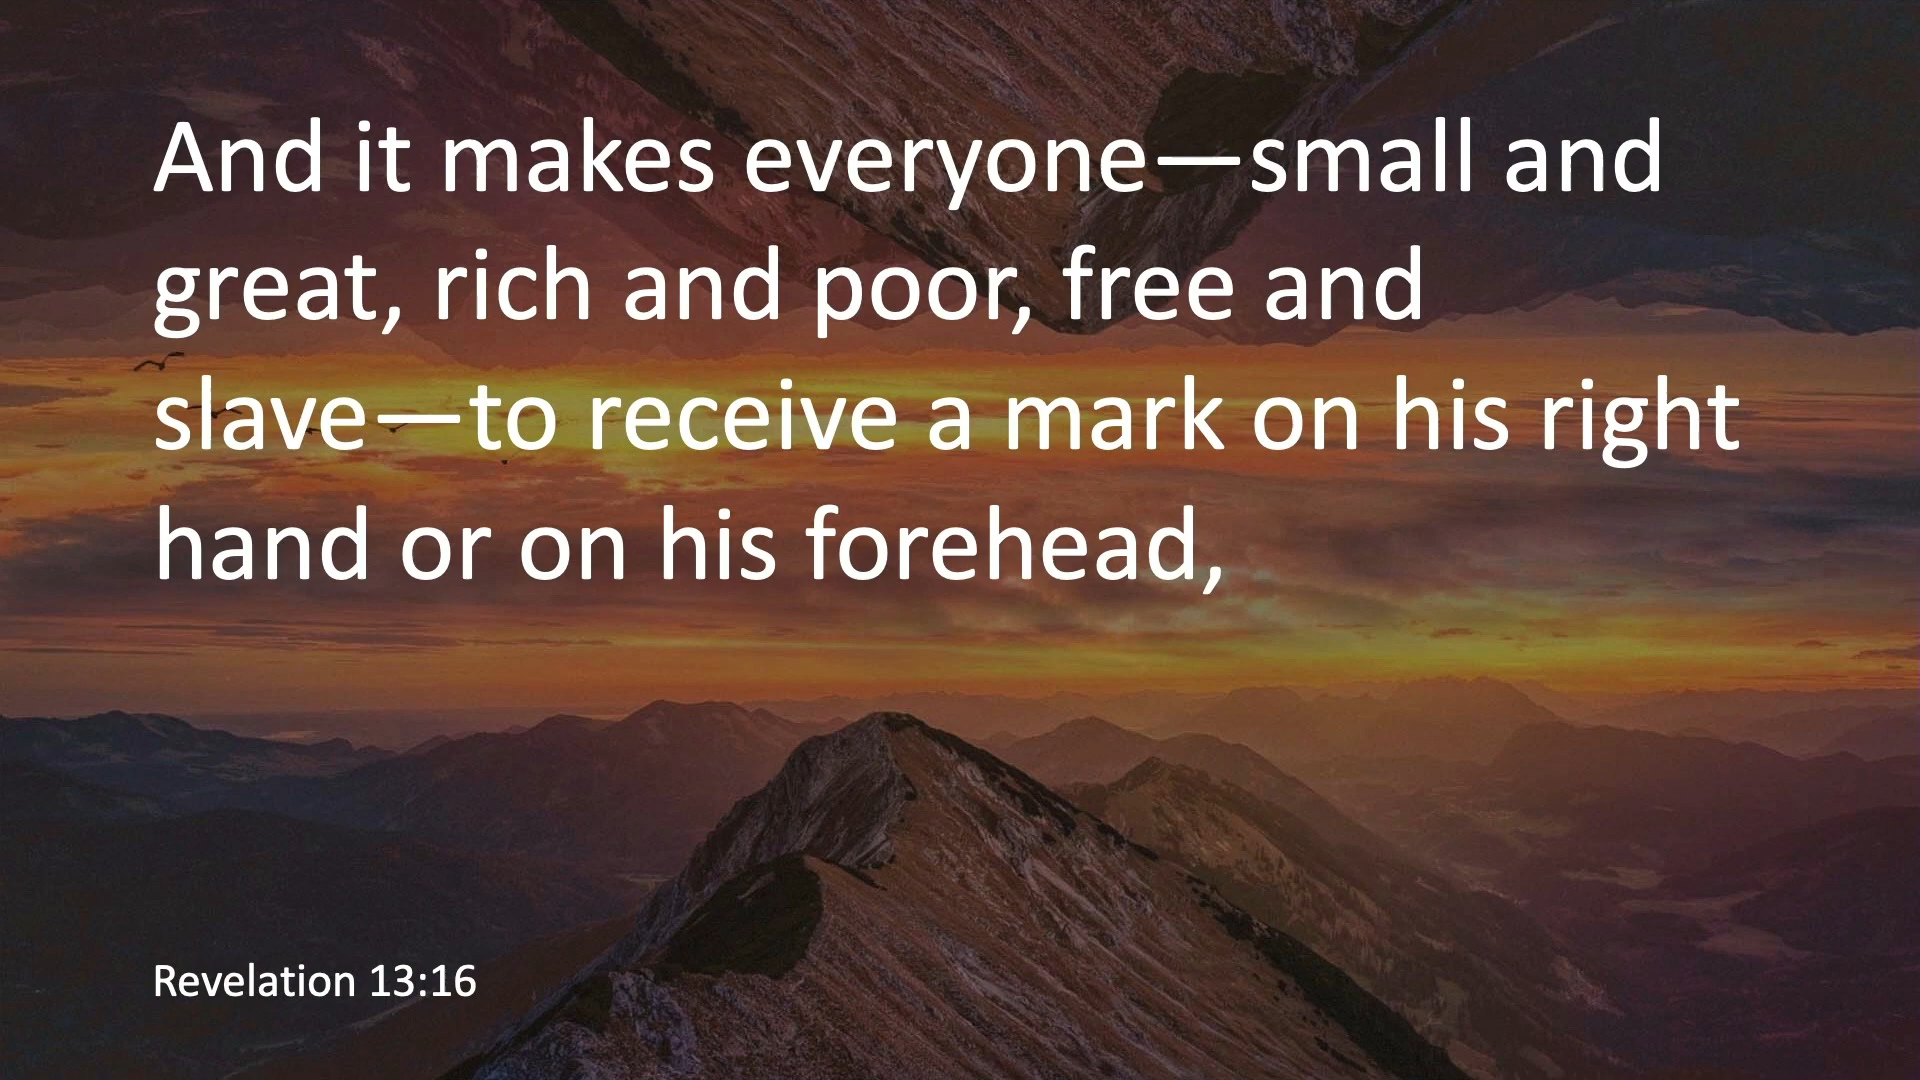 And it makes everyone—small and
great, rich and poor, free and
slave—to receive a mark on his right
hand or on his forehead,
Revelation 13:16